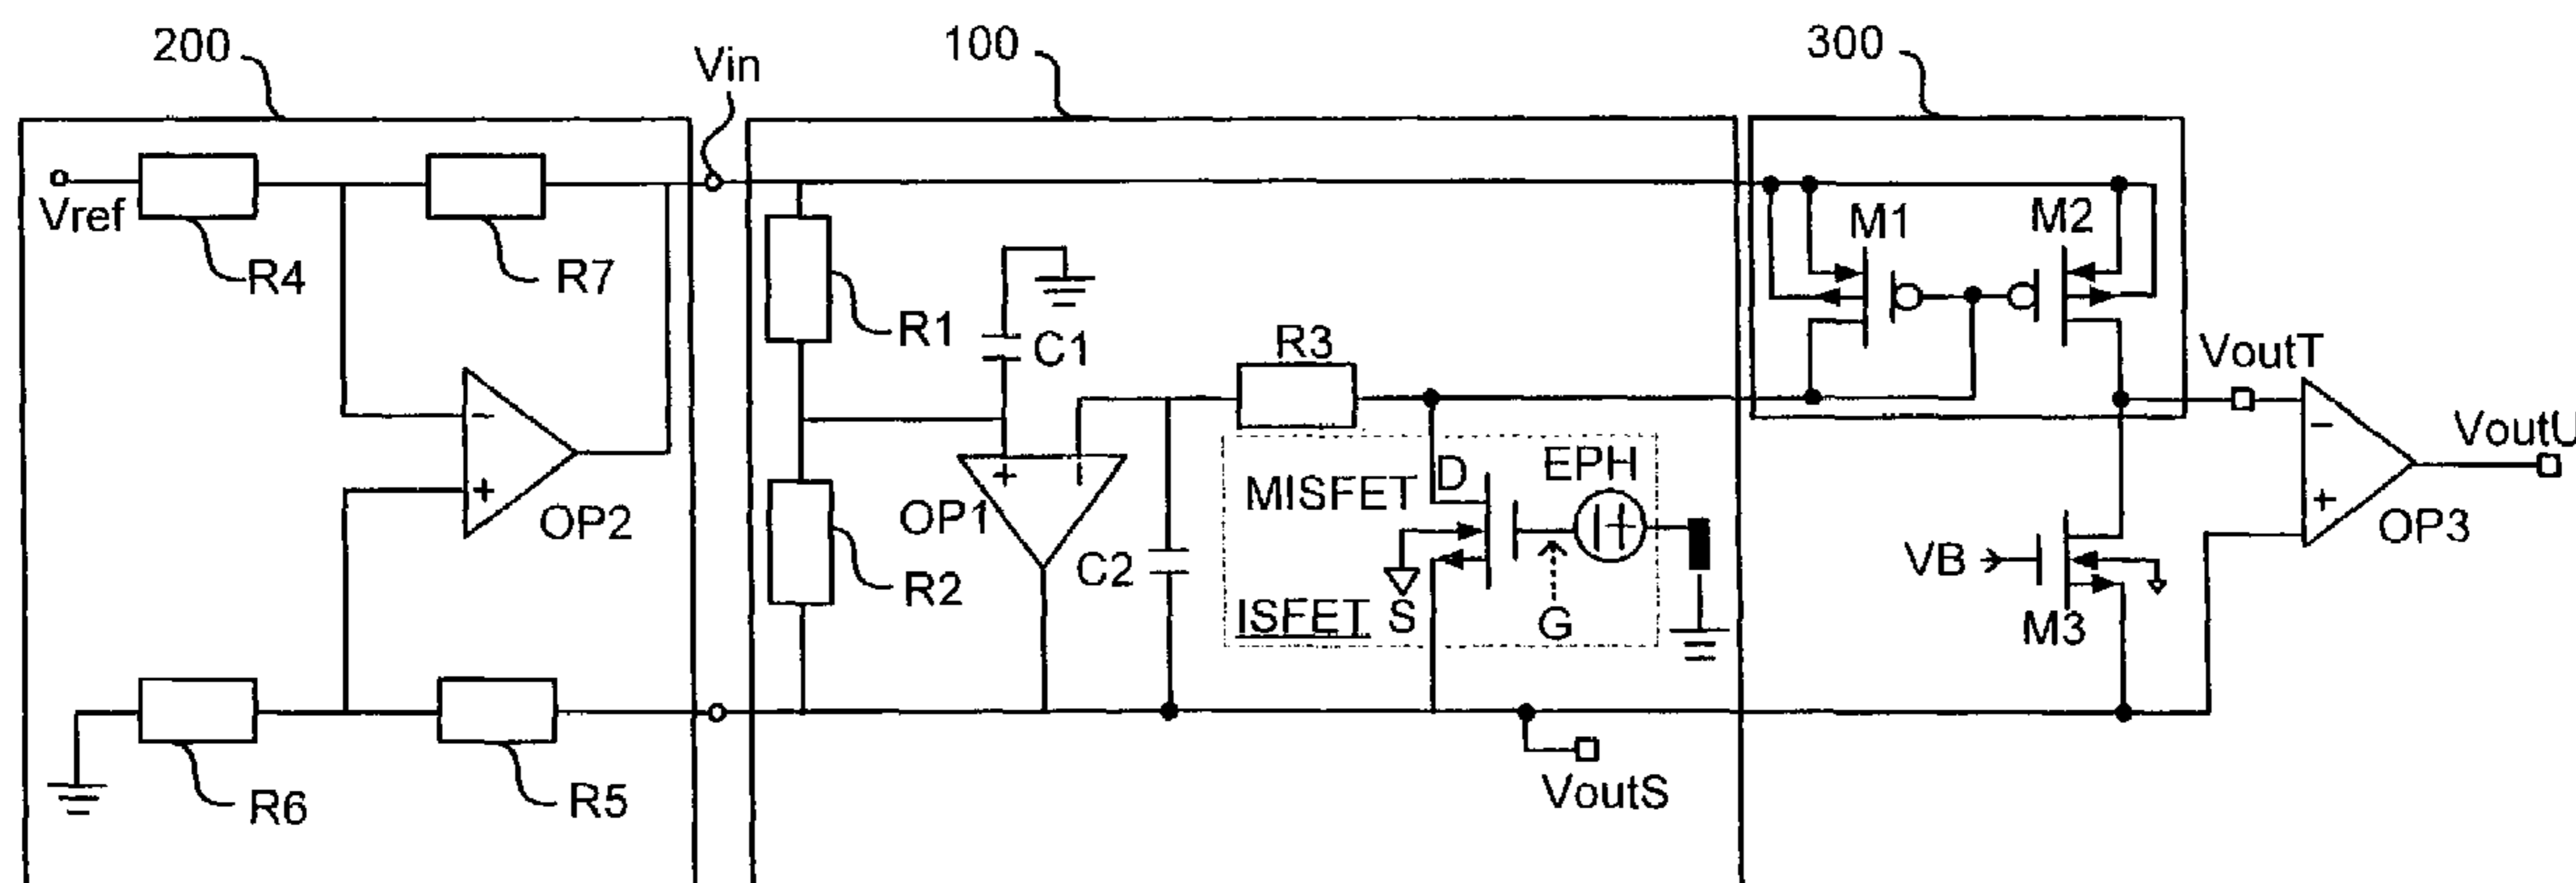 200
Vin
100
300
Vref
R4
R7
R1
C1
R3
M1
M2
VoutT
−
+
OP2
+
−
OP1
C2
MISFET
D
EPH
ISFET
S
G
R2
VB
M3
−
+
OP3
VoutU
R6
R5
VoutS